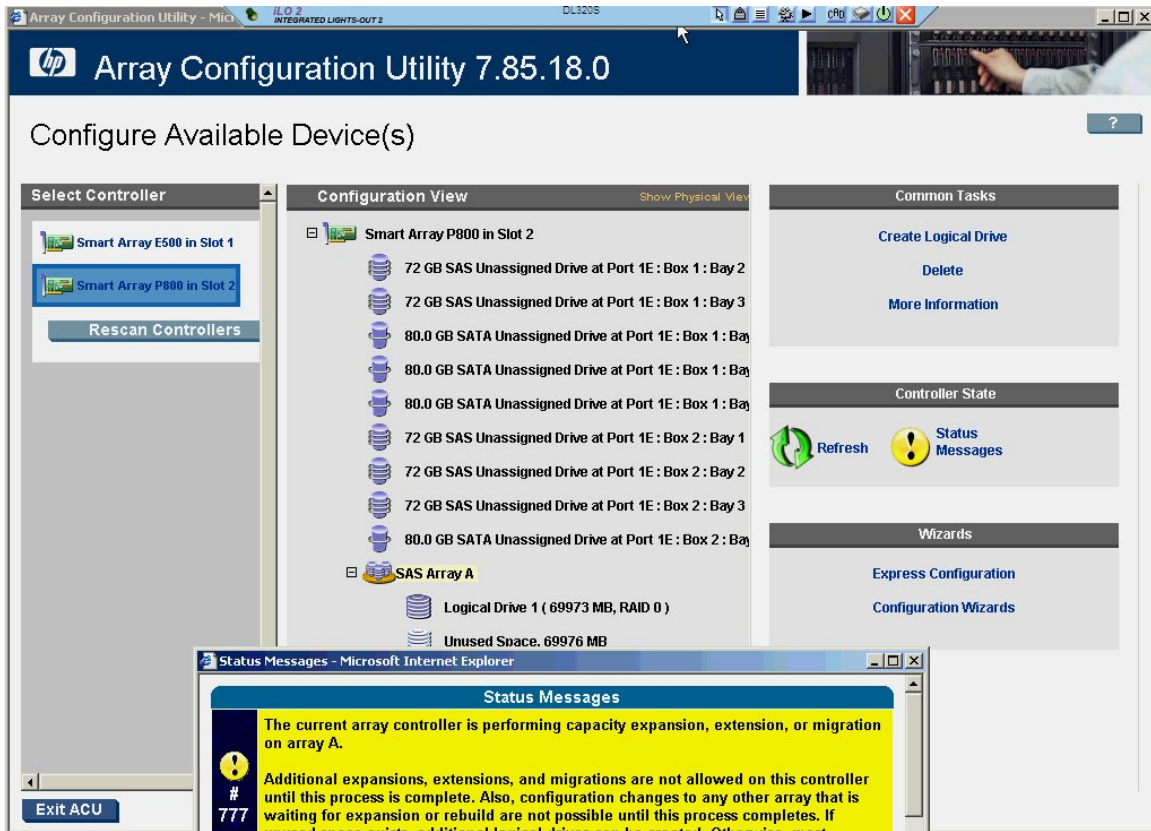 Array Configuration Utility - Mic
iLO 2
INTEGRATED LIGHTS-OUT 2
DL320S
CAD
hp
Array Configuration Utility 7.85.18.0
Configure Available Device(s)
?
Select Controller
Smart Array E500 in Slot 1
Smart Array P800 in Slot 2
Rescan Controllers
Exit ACU
Configuration View
Show Physical View
Smart Array P800 in Slot 2
72 GB SAS Unassigned Drive at Port 1E : Box 1 : Bay 2
72 GB SAS Unassigned Drive at Port 1E : Box 1 : Bay 3
80.0 GB SATA Unassigned Drive at Port 1E : Box 1 : Bay
80.0 GB SATA Unassigned Drive at Port 1E : Box 1 : Bay
80.0 GB SATA Unassigned Drive at Port 1E : Box 1 : Bay
72 GB SAS Unassigned Drive at Port 1E : Box 2 : Bay 1
72 GB SAS Unassigned Drive at Port 1E : Box 2 : Bay 2
72 GB SAS Unassigned Drive at Port 1E : Box 2 : Bay 3
80.0 GB SATA Unassigned Drive at Port 1E : Box 2 : Bay
SAS Array A
Logical Drive 1 ( 69973 MB, RAID 0 )
Unused Space, 69976 MB
Common Tasks
Create Logical Drive
Delete
More Information
Controller State
Refresh
Status
Messages
Wizards
Express Configuration
Configuration Wizards
Status Messages - Microsoft Internet Explorer
Status Messages
#
777
The current array controller is performing capacity expansion, extension, or migration
on array A.
Additional expansions, extensions, and migrations are not allowed on this controller
until this process is complete. Also, configuration changes to any other array that is
waiting for expansion or rebuild are not possible until this process completes. If
unused space exists, additional logical drives can be created. Otherwise, most